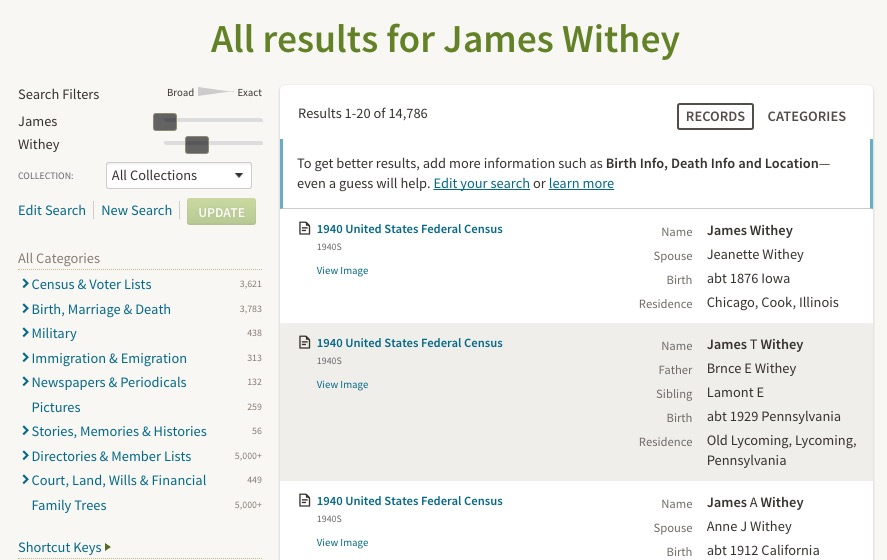 All results for James Withey
Search Filters
Broad Exact
James
Withey
COLLECTION: All Collections
Edit Search New Search UPDATE
All Categories
Census & Voter Lists 3,621
Birth, Marriage & Death 3,783
Military 438
Immigration & Emigration 313
Newspapers & Periodicals 132
Pictures 259
Stories, Memories & Histories 56
Directories & Member Lists 5,000+
Court, Land, Wills & Financial 449
Family Trees 5,000+
Shortcut Keys
Results 1-20 of 14,786
RECORDS CATEGORIES
To get better results, add more information such as Birth Info, Death Info and Location—
even a guess will help. Edit your search or learn more
1940 United States Federal Census
1940S
View Image
Name James Withey
Spouse Jeanette Withey
Birth abt 1876 Iowa
Residence Chicago, Cook, Illinois
1940 United States Federal Census
1940S
View Image
Name James T Withey
Father Brnce E Withey
Sibling Lamont E
Birth abt 1929 Pennsylvania
Residence Old Lycoming, Lycoming,
Pennsylvania
1940 United States Federal Census
1940S
View Image
Name James A Withey
Spouse Anne J Withey
Birth abt 1912 California